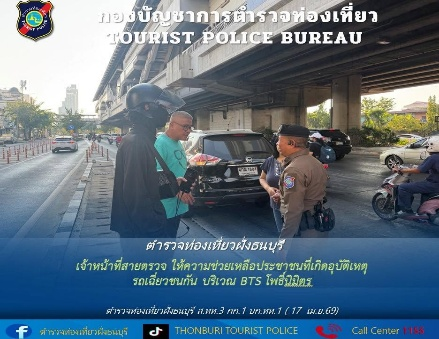 กองบัญชาการตำรวจท่องเที่ยว
TOURIST POLICE BUREAU
ตำรวจท่องเที่ยวฝั่งธนบุรี
เจ้าหน้าที่สายตรวจ ให้ความช่วยเหลือประชาชนที่เกิดอุบัติเหตุ
รถเฉี่ยวชนกัน บริเวณ BTS โพธิ์นิมิตร
ตำรวจท่องเที่ยวฝั่งธนบุรี ส.ทท.3 กก.1 บก.ทท.1 ( 17 เม.ย.69)
ตำรวจท่องเที่ยวฝั่งธนบุรี THONBURI TOURIST POLICE Call Center 1155